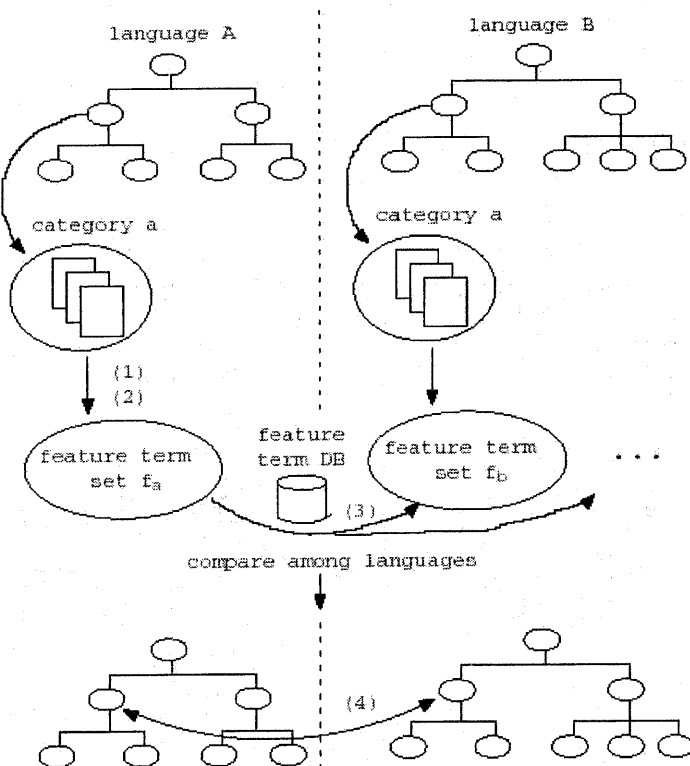 language A
language B
category a
category a
(1)
(2)
feature term
set fa
feature
term DB
feature term
set fb
...
(3)
compare among languages
(4)